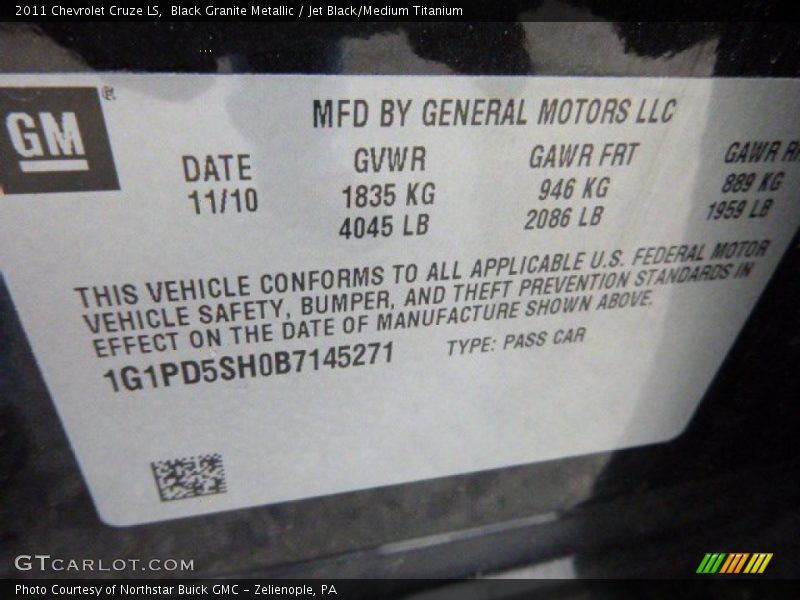 2011 Chevrolet Cruze LS, Black Granite Metallic / Jet Black/Medium Titanium
GM®
MFD BY GENERAL MOTORS LLC
DATE GVWR GAWR FRT GAWR RR
11/10 1835 KG 946 KG 889 KG
4045 LB 2086 LB 1959 LB
THIS VEHICLE CONFORMS TO ALL APPLICABLE U.S. FEDERAL MOTOR
VEHICLE SAFETY, BUMPER, AND THEFT PREVENTION STANDARDS IN
EFFECT ON THE DATE OF MANUFACTURE SHOWN ABOVE.
1G1PD5SH0B7145271 TYPE: PASS CAR
GTCARLOT.COM
Photo Courtesy of Northstar Buick GMC - Zelienople, PA